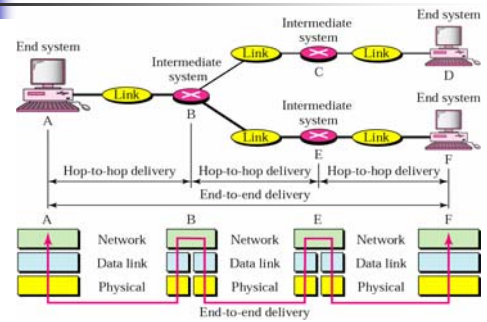 End system
Intermediate
system
End system
Link
Link
C
D
Intermediate
system
Link
A
B
Intermediate
system
End system
Link
Link
E
F
Hop-to-hop delivery
Hop-to-hop delivery
Hop-to-hop delivery
End-to-end delivery
A
B
E
F
Network
Network
Network
Data link
Data link
Data link
Physical
Physical
Physical
End-to-end delivery